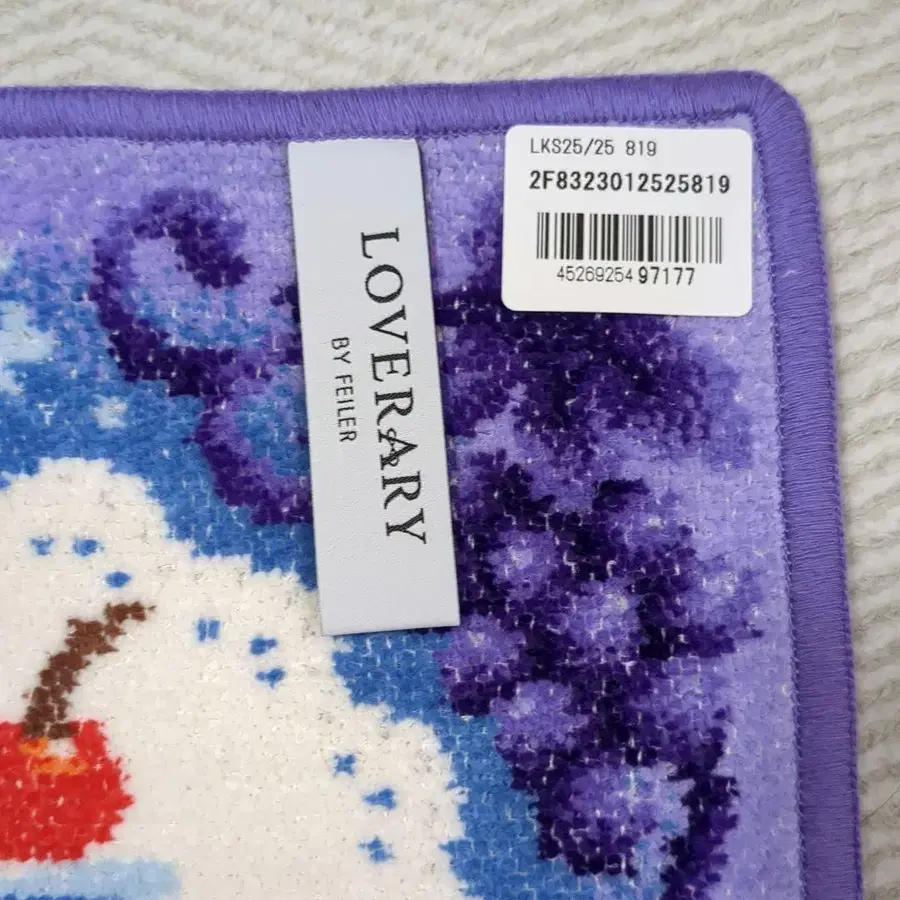 LKS25/25 819
2F8323012525819
4526925497177
LOVERARY
BY FEILER